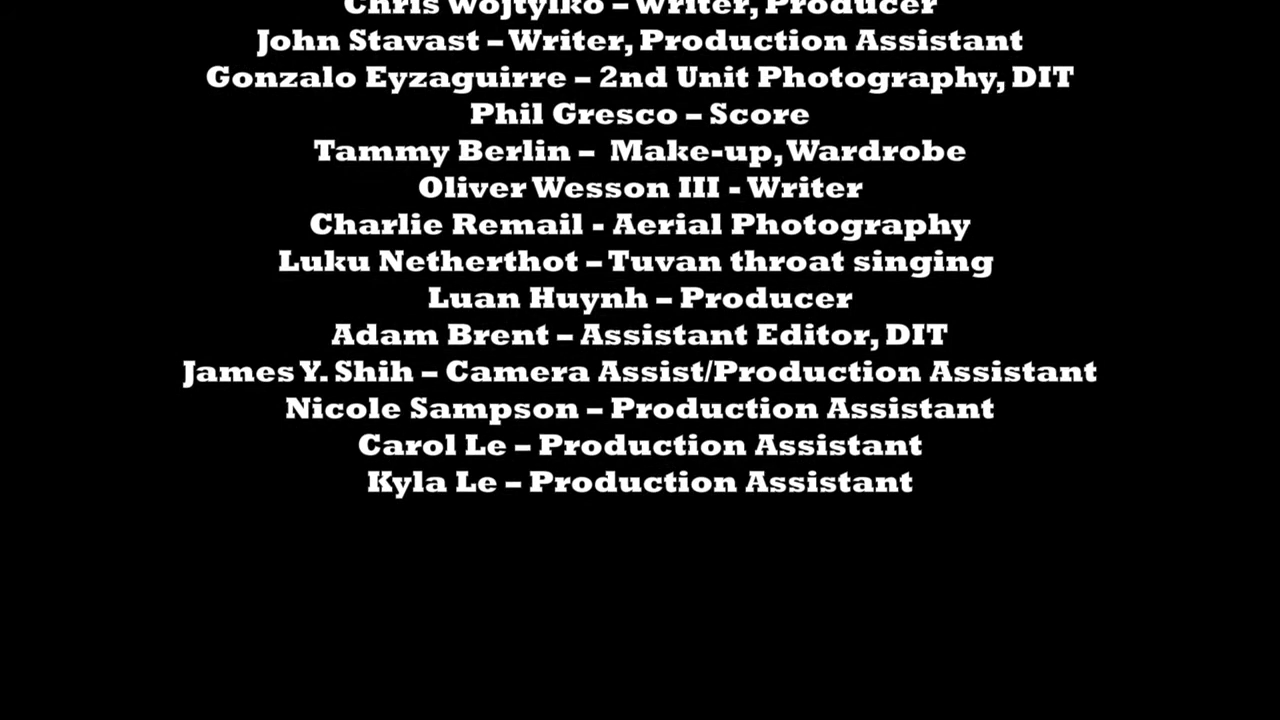 Chris Wojtylko – Writer, Producer
John Stavast – Writer, Production Assistant
Gonzalo Eyzaguirre – 2nd Unit Photography, DIT
Phil Gresco – Score
Tammy Berlin – Make-up, Wardrobe
Oliver Wesson III - Writer
Charlie Remail - Aerial Photography
Luku Netherthot – Tuvan throat singing
Luan Huynh – Producer
Adam Brent – Assistant Editor, DIT
James Y. Shih – Camera Assist/Production Assistant
Nicole Sampson – Production Assistant
Carol Le – Production Assistant
Kyla Le – Production Assistant